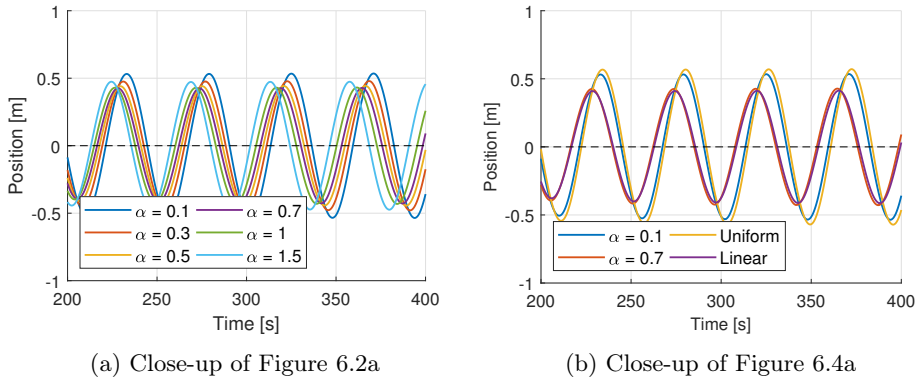 1
0.5
0
-0.5
-1
Position [m]
α = 0.1
α = 0.7
α = 0.3
α = 1
α = 0.5
α = 1.5
200
250
300
350
400
Time [s]
(a) Close-up of Figure 6.2a
1
0.5
0
-0.5
-1
Position [m]
α = 0.1
Uniform
α = 0.7
Linear
200
250
300
350
400
Time [s]
(b) Close-up of Figure 6.4a